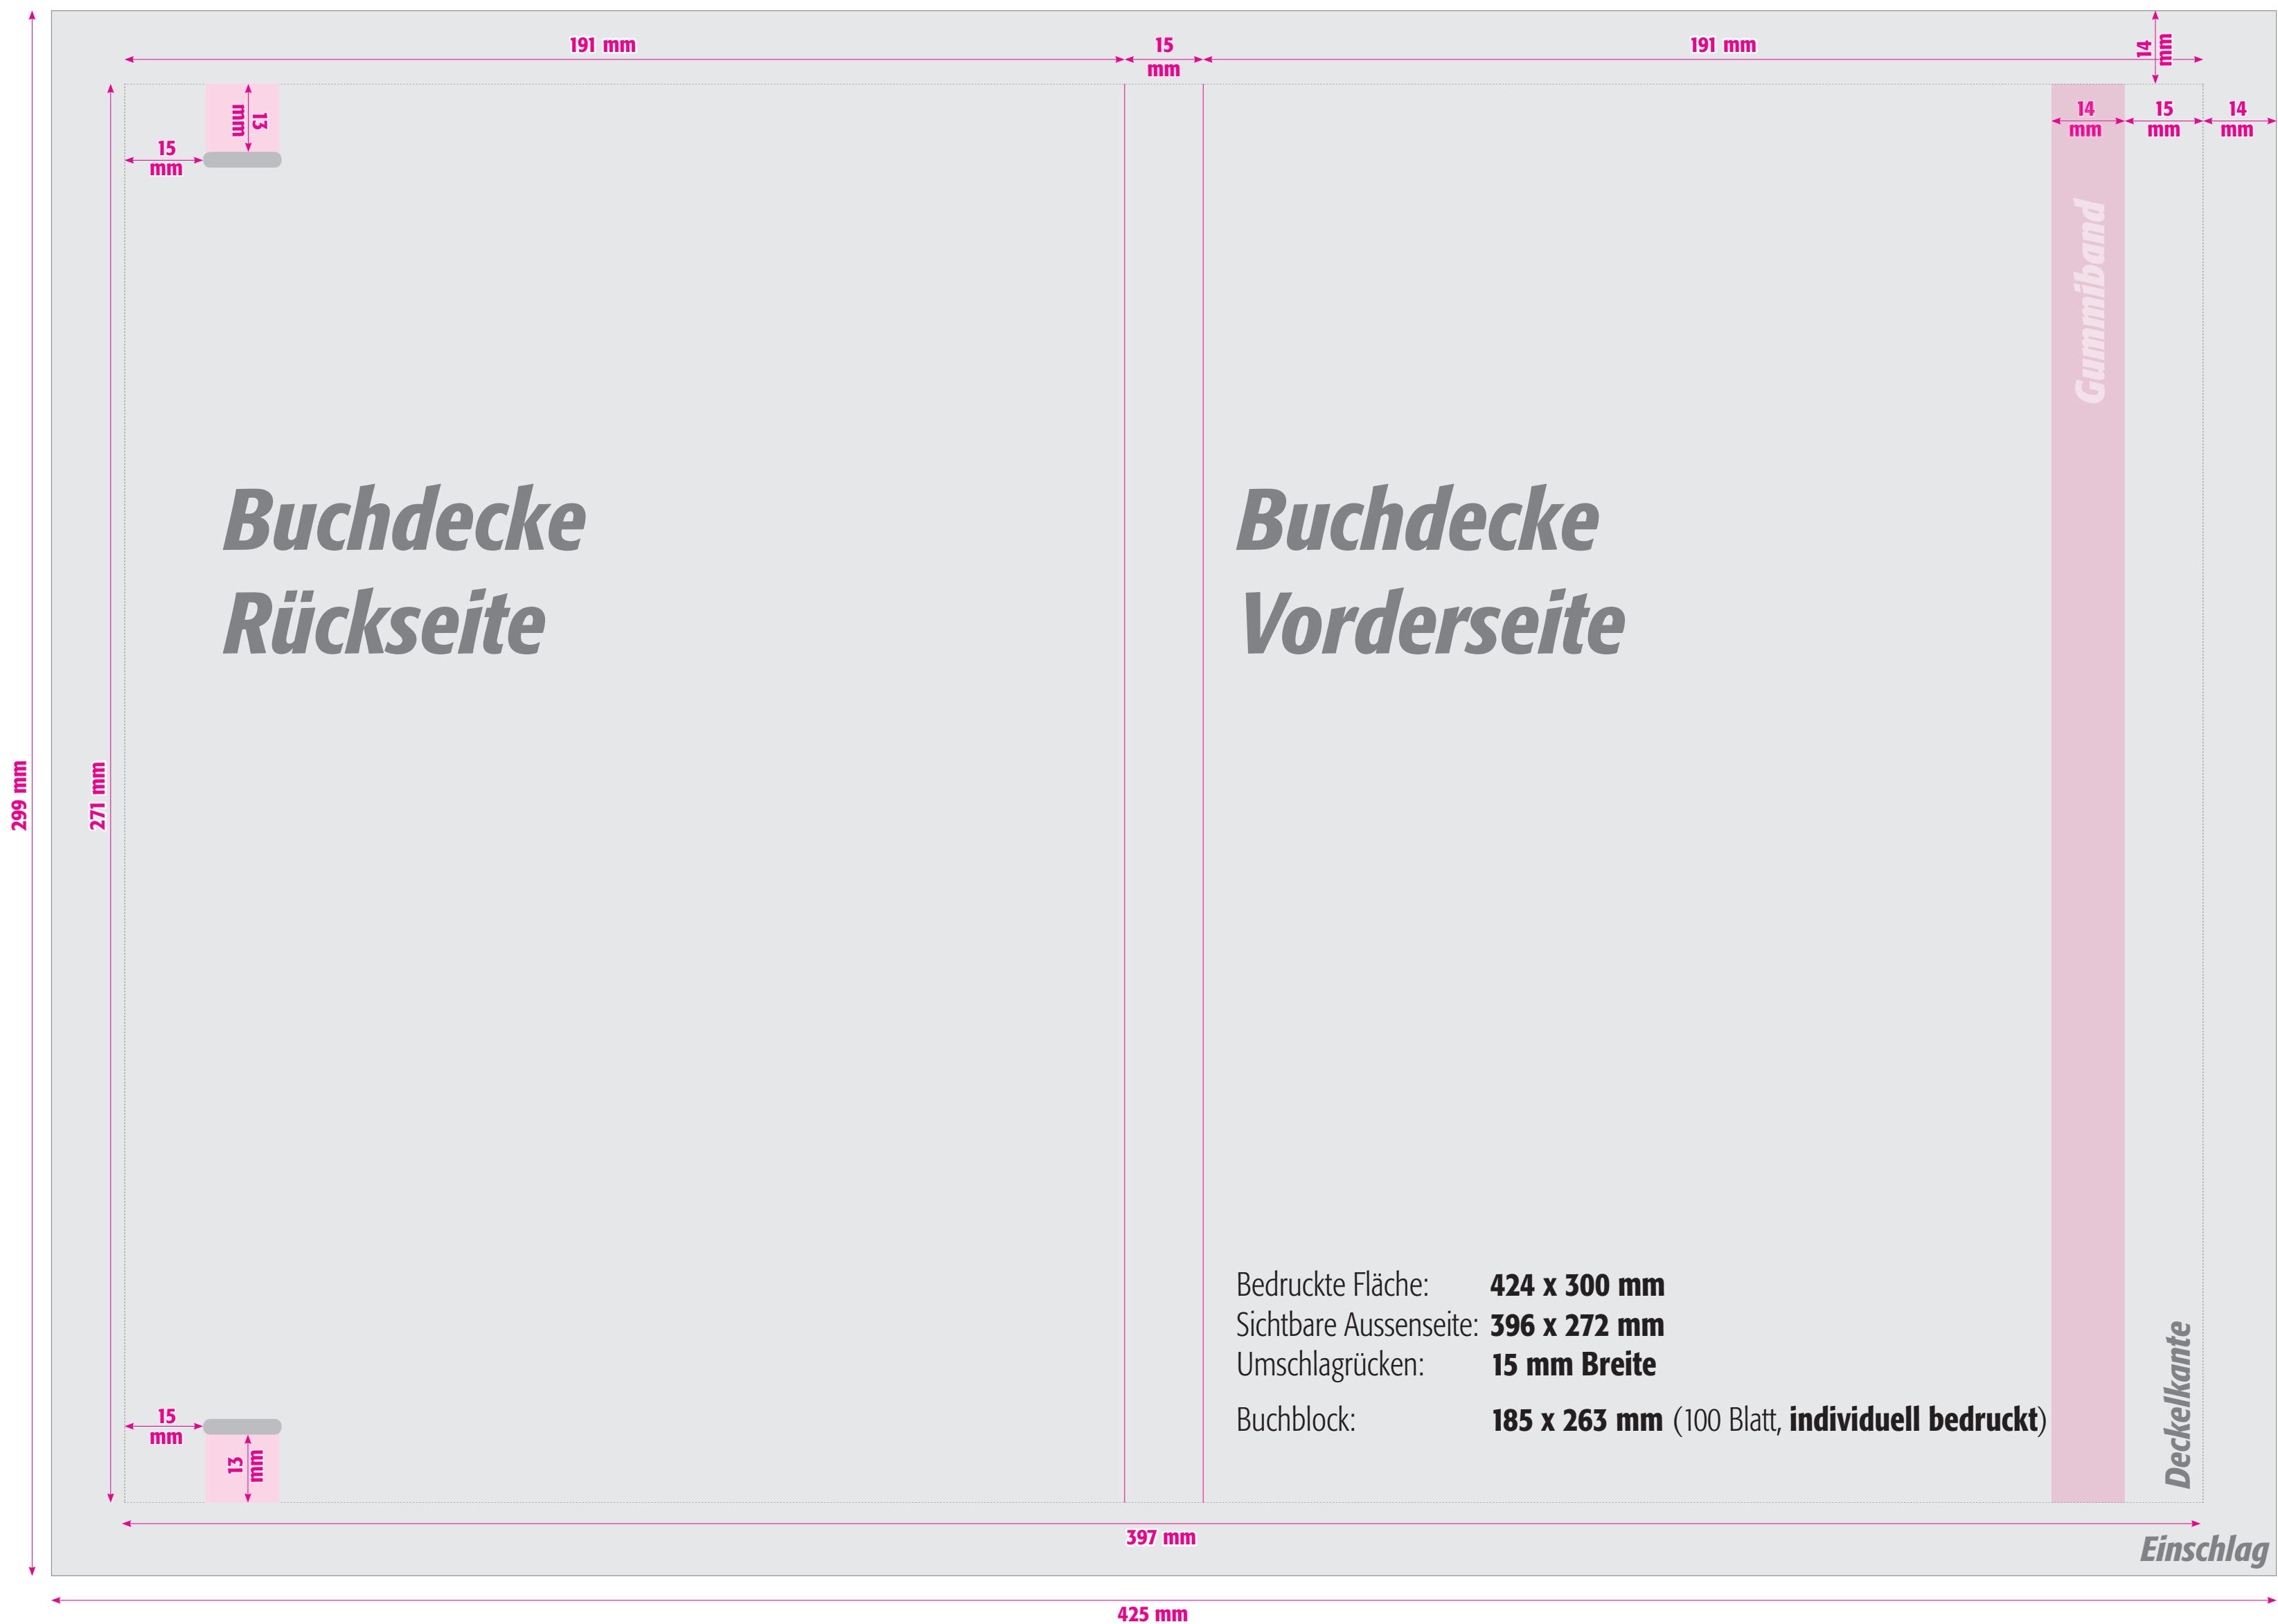 191 mm
15
mm
191 mm
14
mm
13
mm
14
mm
15
mm
14
mm
15
mm
Gummiband
Buchdecke
Rückseite
Buchdecke
Vorderseite
299 mm
271 mm
Bedruckte Fläche: 424 x 300 mm
Sichtbare Aussenseite: 396 x 272 mm
Umschlagrücken: 15 mm Breite
Buchblock: 185 x 263 mm (100 Blatt, individuell bedruckt)
Deckelkante
15
mm
13
mm
397 mm
Einschlag
425 mm